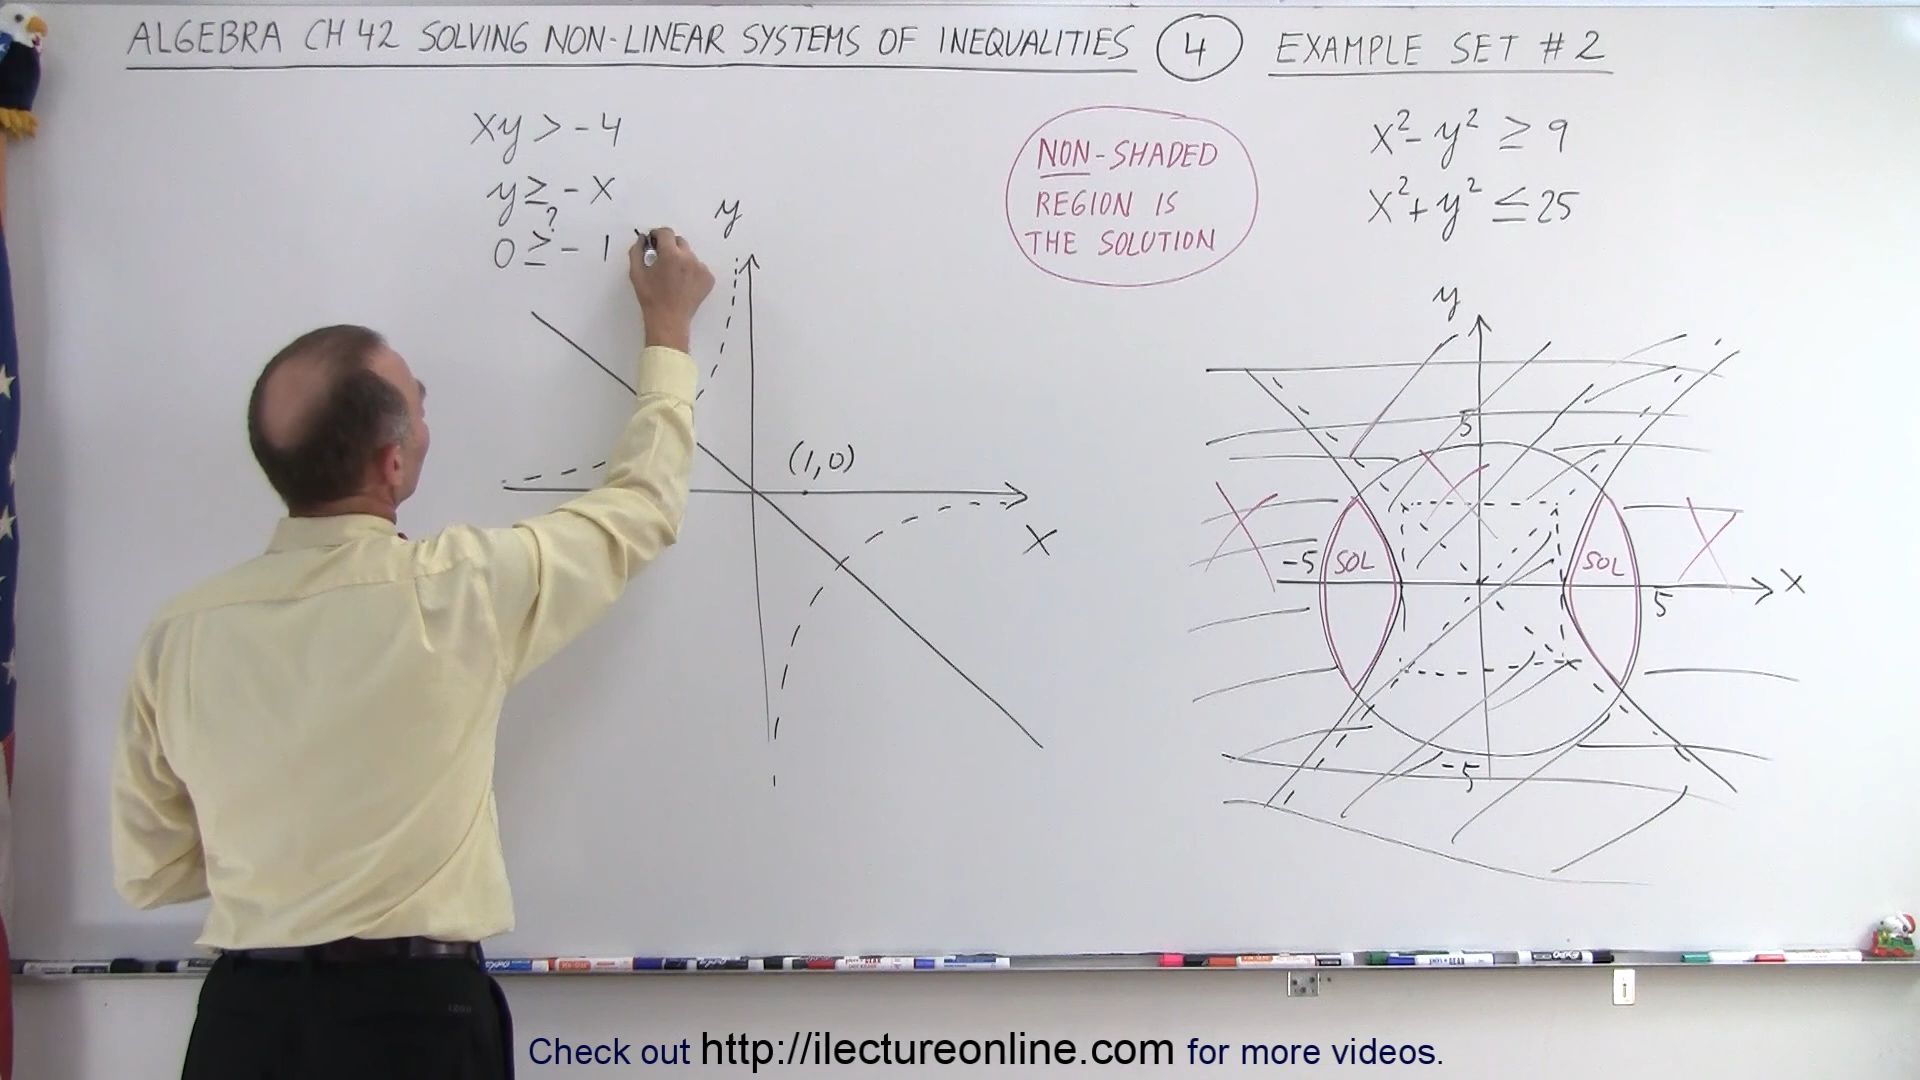 ALGEBRA CH 42 SOLVING NON-LINEAR SYSTEMS OF INEQUALITIES 4 EXAMPLE SET # 2
xy > -4
y ≥ -x
?
0 ≥ -1
y
(1,0)
x
NON-SHADED
REGION IS
THE SOLUTION
x² - y² ≥ 9
x² + y² ≤ 25
y
5
-5 SOL SOL x
5
-5
Check out http://ilectureonline.com for more videos.